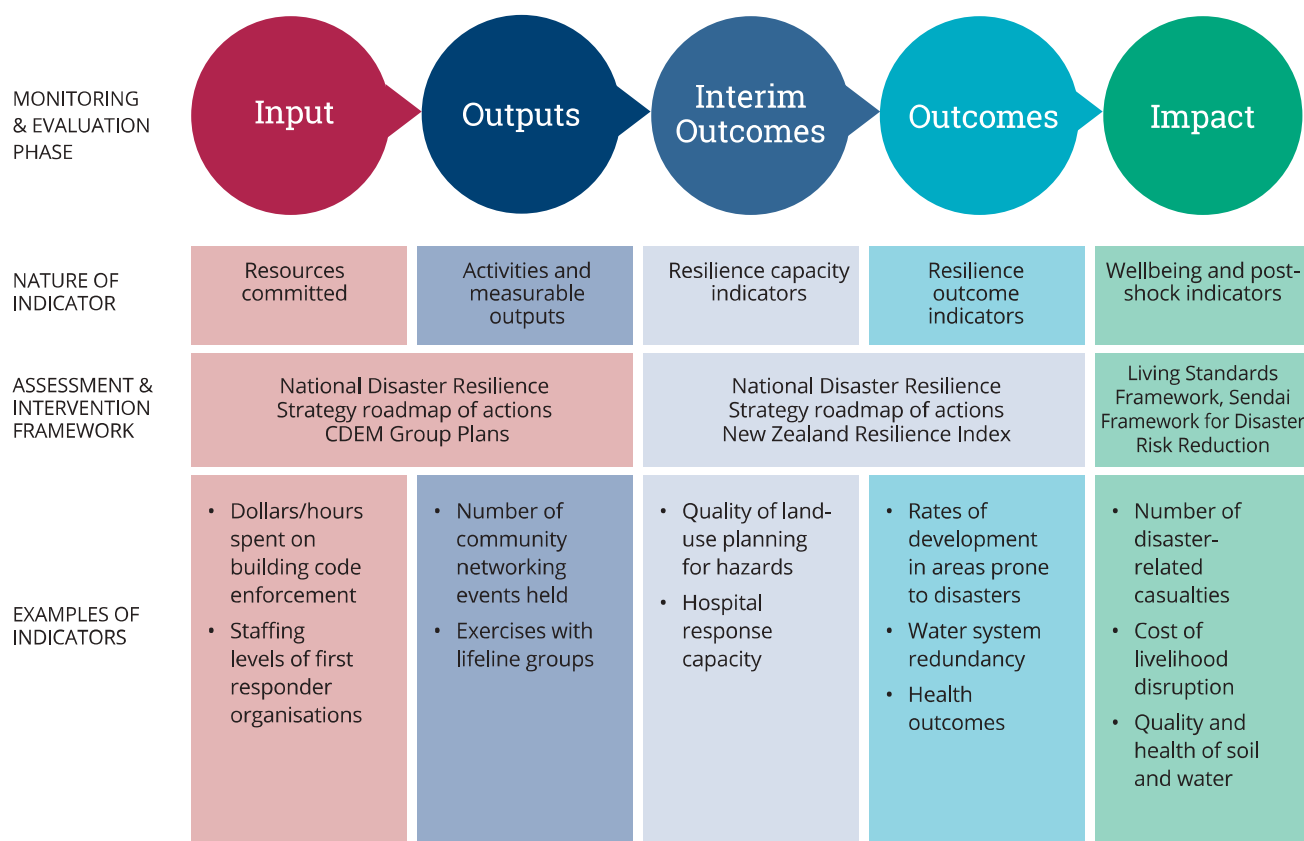 MONITORING
& EVALUATION
PHASE
Input
Outputs
Interim
Outcomes
Outcomes
Impact
NATURE OF
INDICATOR
Resources
committed
Activities and
measurable
outputs
Resilience capacity
indicators
Resilience
outcome
indicators
Wellbeing and post-
shock indicators
ASSESSMENT &
INTERVENTION
FRAMEWORK
National Disaster Resilience
Strategy roadmap of actions
CDEM Group Plans
National Disaster Resilience
Strategy roadmap of actions
New Zealand Resilience Index
Living Standards
Framework, Sendai
Framework for Disaster
Risk Reduction
EXAMPLES OF
INDICATORS
• Dollars/hours
spent on
building code
enforcement
• Staffing
levels of first
responder
organisations
• Number of
community
networking
events held
• Exercises with
lifeline groups
• Quality of land-
use planning
for hazards
• Hospital
response
capacity
• Rates of
development
in areas prone
to disasters
• Water system
redundancy
• Health
outcomes
• Number of
disaster-
related
casualties
• Cost of
livelihood
disruption
• Quality and
health of soil
and water